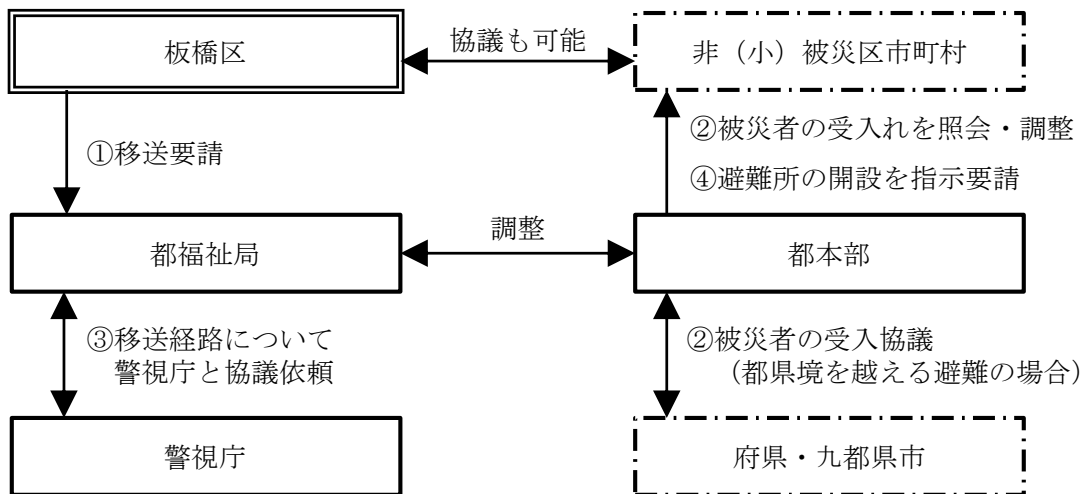 板橋区
協議も可能
非（小）被災区市町村
①移送要請
②被災者の受入れを照会・調整
④避難所の開設を指示要請
都福祉局
調整
都本部
③移送経路について
警視庁と協議依頼
②被災者の受入協議
（都県境を越える避難の場合）
警視庁
府県・九都県市